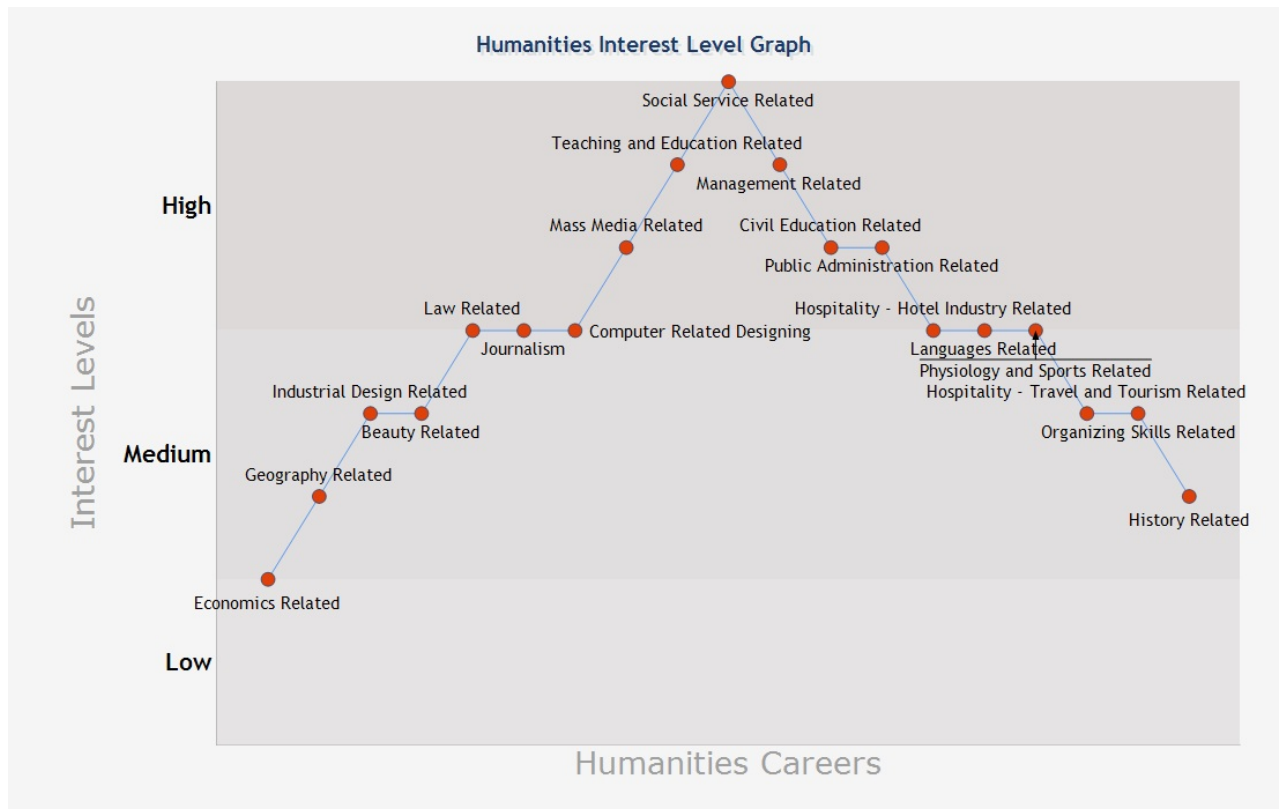 Humanities Interest Level Graph
Social Service Related
Teaching and Education Related
Management Related
High
Mass Media Related
Civil Education Related
Public Administration Related
Law Related
Hospitality - Hotel Industry Related
Computer Related Designing
Journalism
Languages Related
Physiology and Sports Related
Industrial Design Related
Hospitality - Travel and Tourism Related
Beauty Related
Organizing Skills Related
Interest Levels
Medium
Geography Related
History Related
Economics Related
Low
Humanities Careers